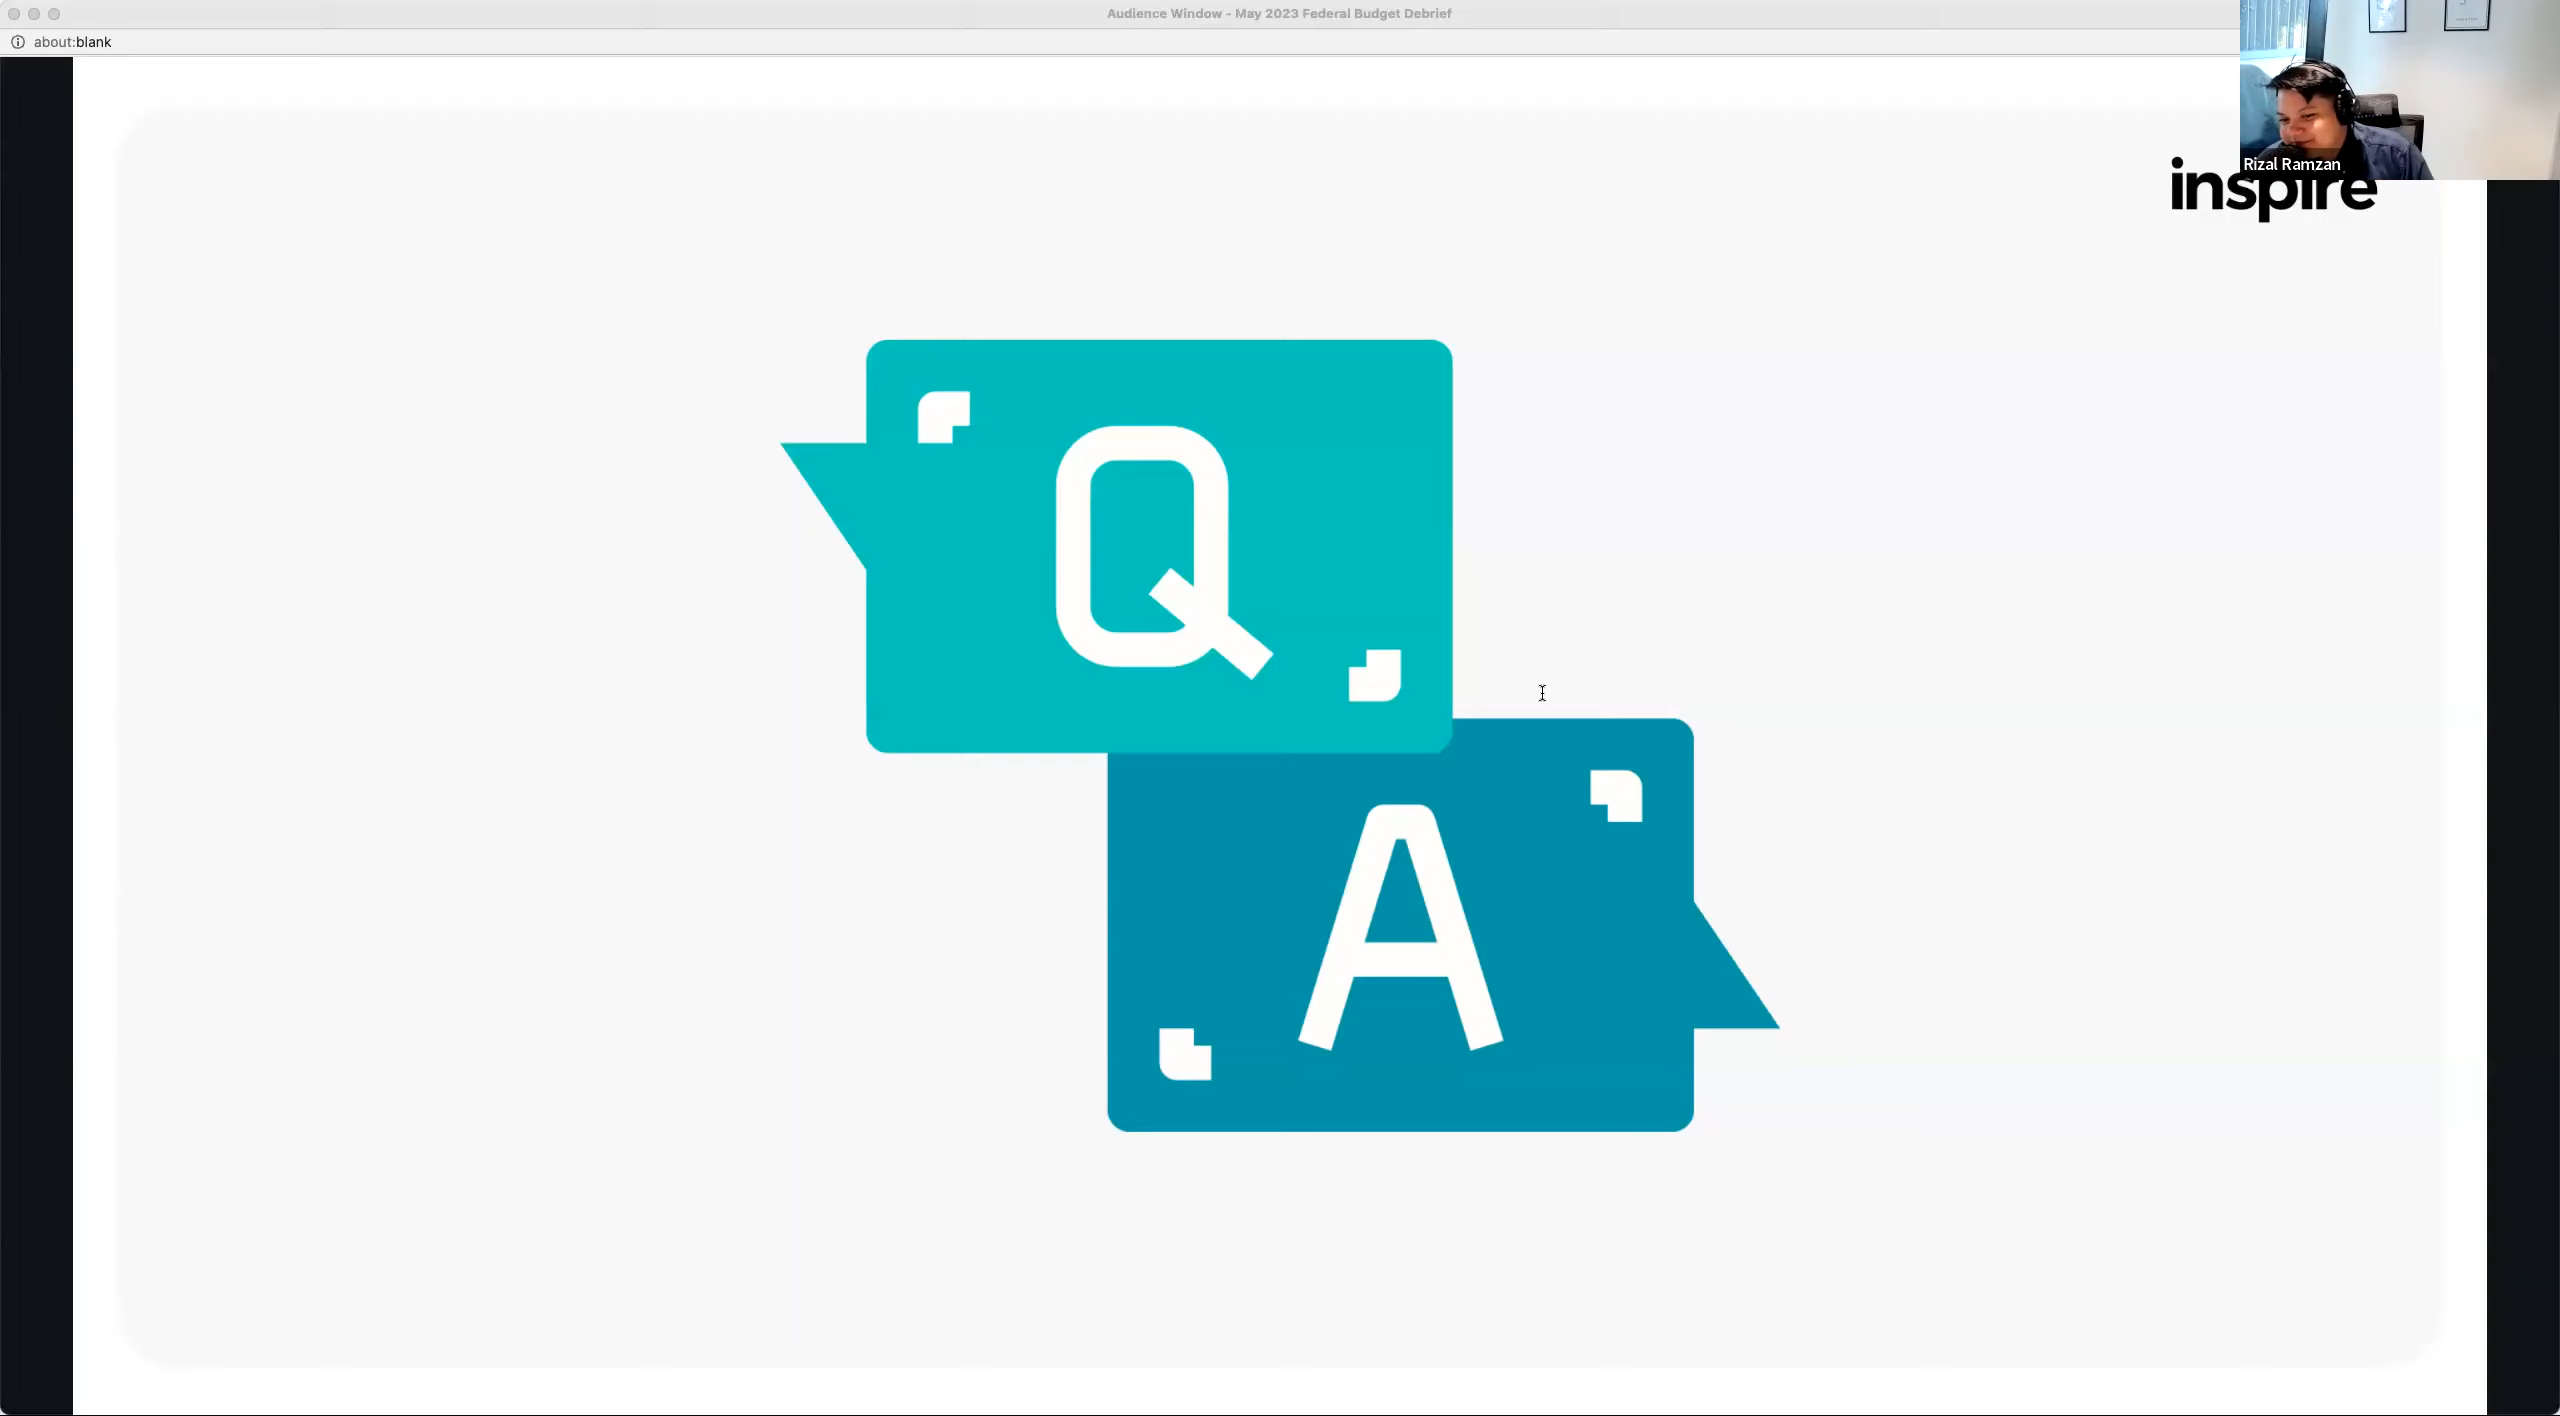 Audience Window - May 2023 Federal Budget Debrief
about:blank
Rizal Ramzan
inspire
Q
A